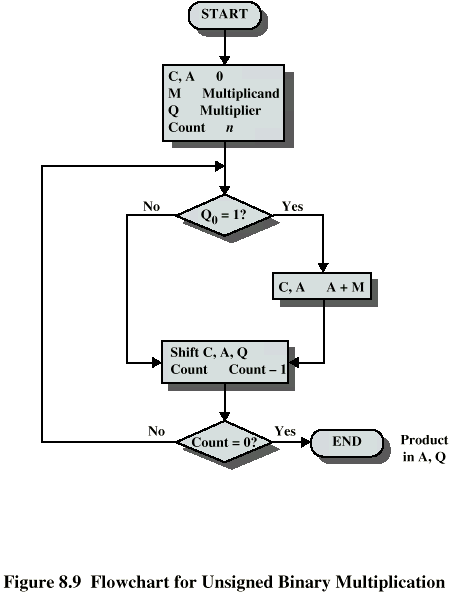 START
C, A 0
M Multiplicand
Q Multiplier
Count n
No
Q0 = 1?
Yes
C, A A + M
Shift C, A, Q
Count Count – 1
No
Count = 0?
Yes
END
Product
in A, Q
Figure 8.9 Flowchart for Unsigned Binary Multiplication